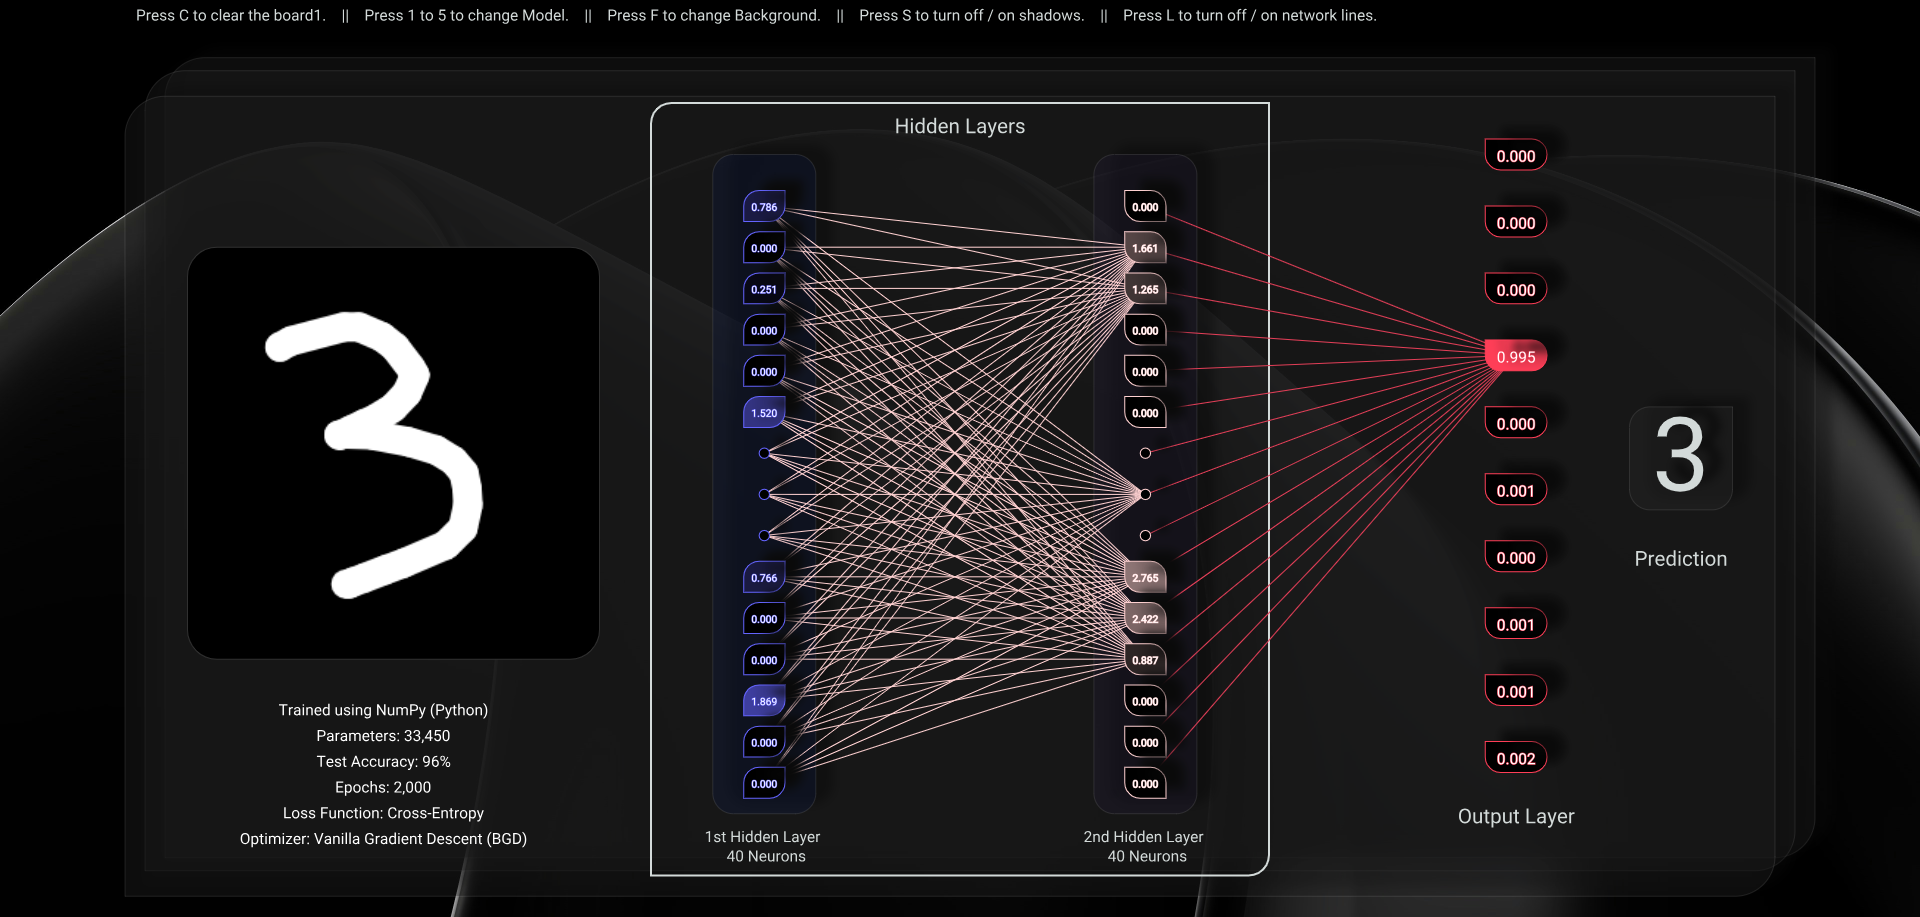 Press C to clear the board1. || Press 1 to 5 to change Model. || Press F to change Background. || Press S to turn off / on shadows. || Press L to turn off / on network lines.
Hidden Layers
3
Trained using NumPy (Python)
Parameters: 33,450
Test Accuracy: 96%
Epochs: 2,000
Loss Function: Cross-Entropy
Optimizer: Vanilla Gradient Descent (BGD)
0.786
0.000
0.251
0.000
0.000
1.520
0.766
0.000
0.000
1.869
0.000
0.000
1st Hidden Layer
40 Neurons
0.000
1.661
1.265
0.000
0.000
0.000
2.765
2.422
0.887
0.000
0.000
0.000
2nd Hidden Layer
40 Neurons
0.000
0.000
0.000
0.995
0.000
0.001
0.000
0.001
0.001
0.002
Output Layer
3
Prediction